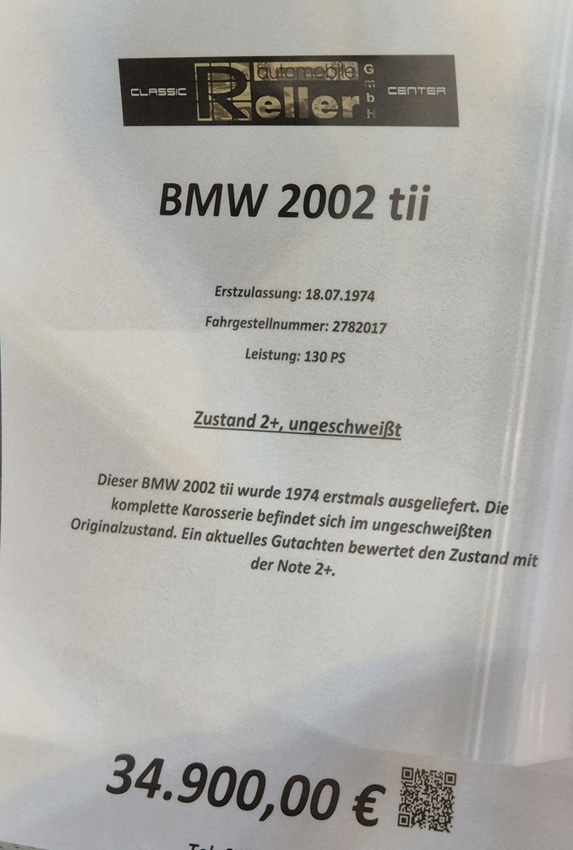 CLASSIC automobile Reller GmbH CENTER
BMW 2002 tii
Erstzulassung: 18.07.1974
Fahrgestellnummer: 2782017
Leistung: 130 PS
Zustand 2+, ungeschweißt
Dieser BMW 2002 tii wurde 1974 erstmals ausgeliefert. Die
komplette Karosserie befindet sich im ungeschweißten
Originalzustand. Ein aktuelles Gutachten bewertet den Zustand mit
der Note 2+.
34.900,00 €